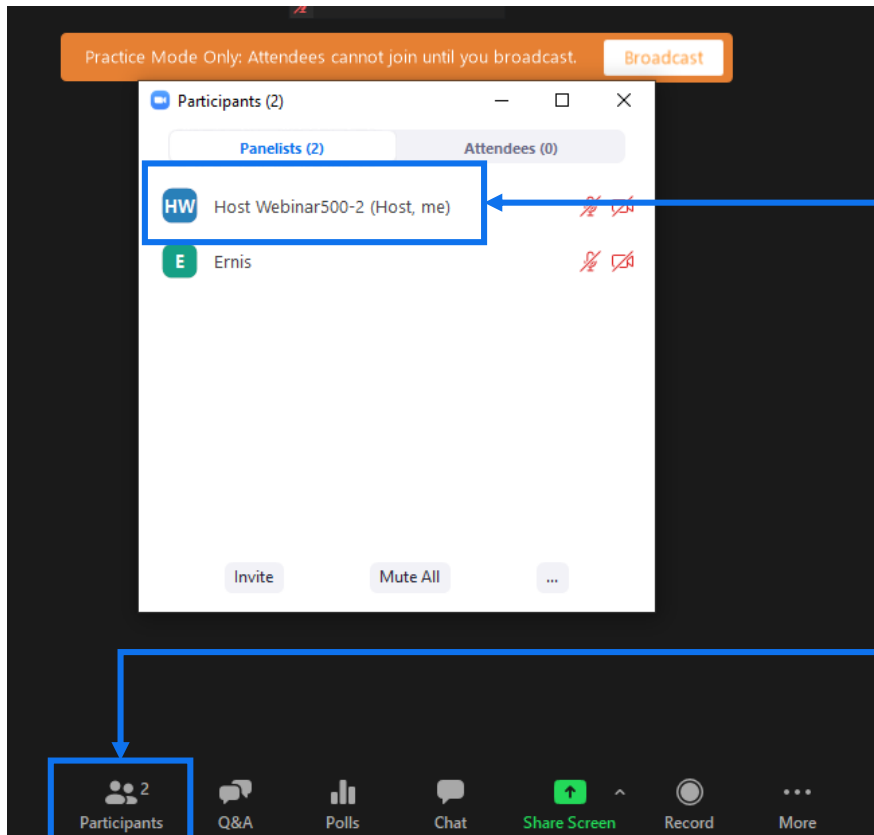 Practice Mode Only: Attendees cannot join until you broadcast. Broadcast
Participants (2)
Panelists (2) Attendees (0)
HW Host Webinar500-2 (Host, me)
E Ernis
Invite Mute All ...
2
Participants Q&A Polls Chat Share Screen Record More